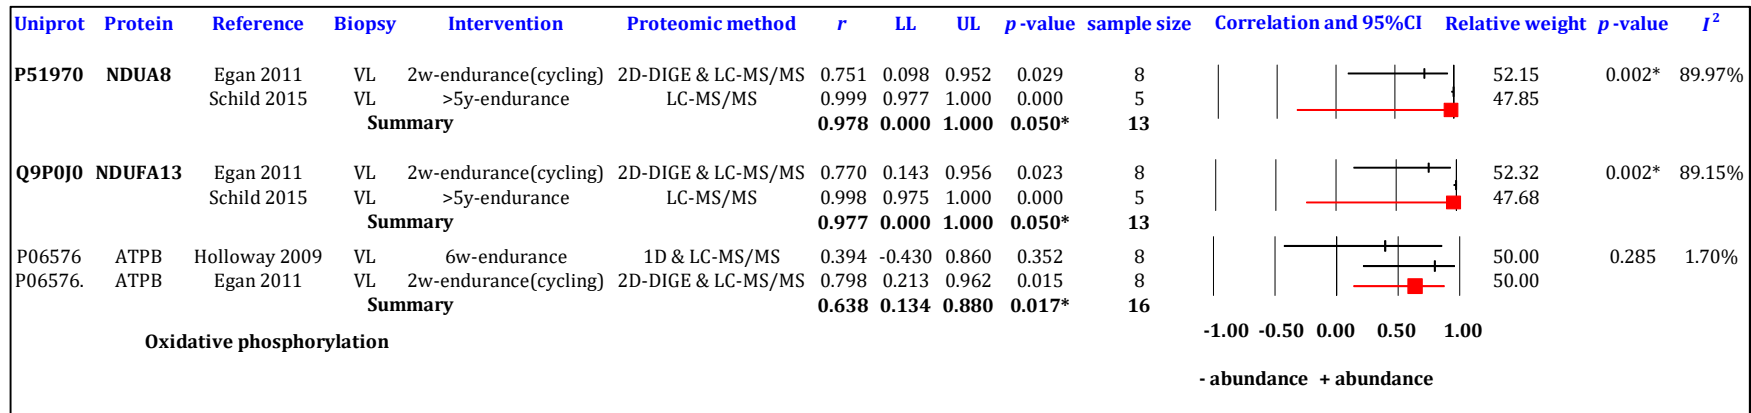 Uniprot Protein Reference Biopsy Intervention Proteomic method r LL UL p -value sample size Correlation and 95%CI Relative weight p -value I²
P51970 NDUA8 Egan 2011 VL 2w-endurance(cycling) 2D-DIGE & LC-MS/MS 0.751 0.098 0.952 0.029 8 52.15 0.002* 89.97%
Schild 2015 VL >5y-endurance LC-MS/MS 0.999 0.977 1.000 0.000 5 47.85
Summary 0.978 0.000 1.000 0.050* 13
Q9P0J0 NDUFA13 Egan 2011 VL 2w-endurance(cycling) 2D-DIGE & LC-MS/MS 0.770 0.143 0.956 0.023 8 52.32 0.002* 89.15%
Schild 2015 VL >5y-endurance LC-MS/MS 0.998 0.975 1.000 0.000 5 47.68
Summary 0.977 0.000 1.000 0.050* 13
P06576 ATPB Holloway 2009 VL 6w-endurance 1D & LC-MS/MS 0.394 -0.430 0.860 0.352 8 50.00 0.285 1.70%
P06576. ATPB Egan 2011 VL 2w-endurance(cycling) 2D-DIGE & LC-MS/MS 0.798 0.213 0.962 0.015 8 50.00
Summary 0.638 0.134 0.880 0.017* 16
-1.00 -0.50 0.00 0.50 1.00
Oxidative phosphorylation
- abundance + abundance